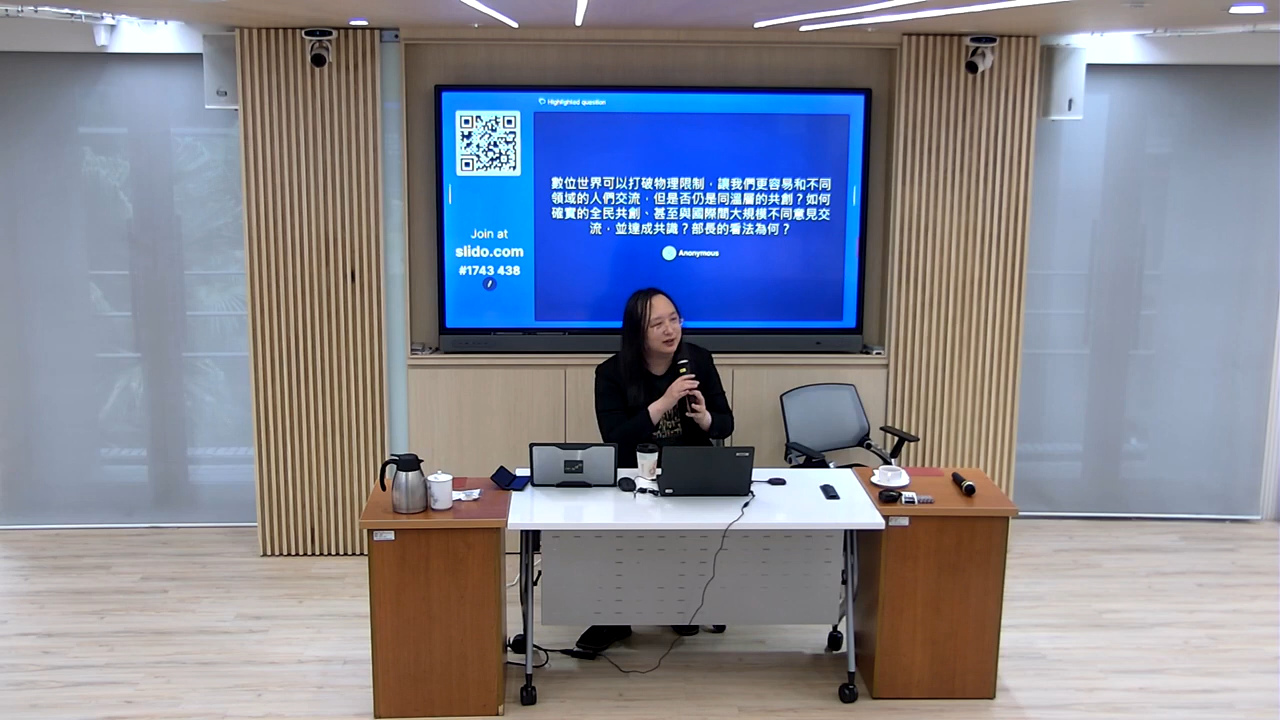 Highlighted question
數位世界可以打破物理限制，讓我們更容易和不同
領域的人們交流，但是否仍是同溫層的共創？如何
確實的全民共創、甚至與國際間大規模不同意見交
流，並達成共識？部長的看法為何？
Anonymous
Join at
slido.com
#1743 438